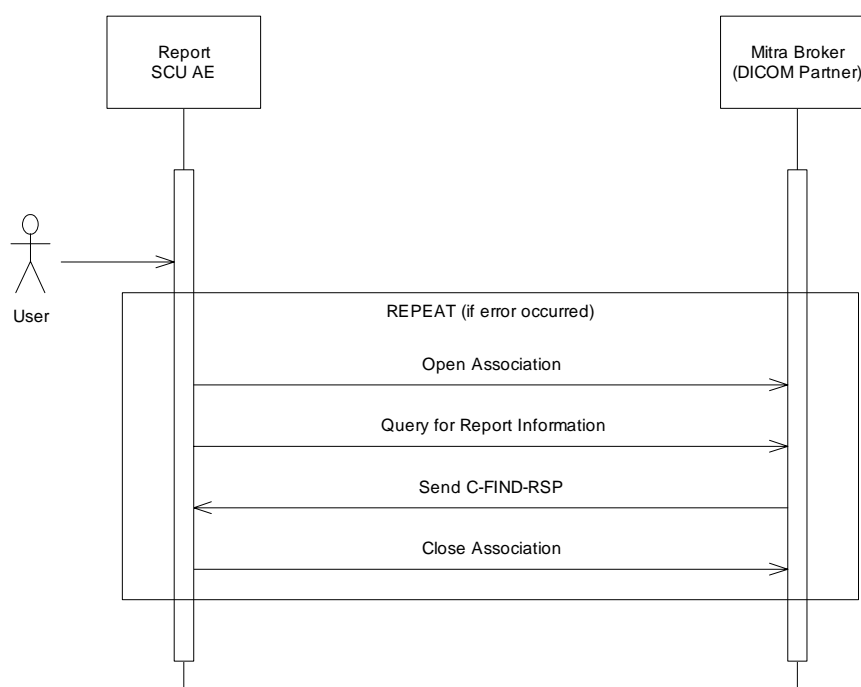 Report
SCU AE
Mitra Broker
(DICOM Partner)
User
REPEAT (if error occurred)
Open Association
Query for Report Information
Send C-FIND-RSP
Close Association